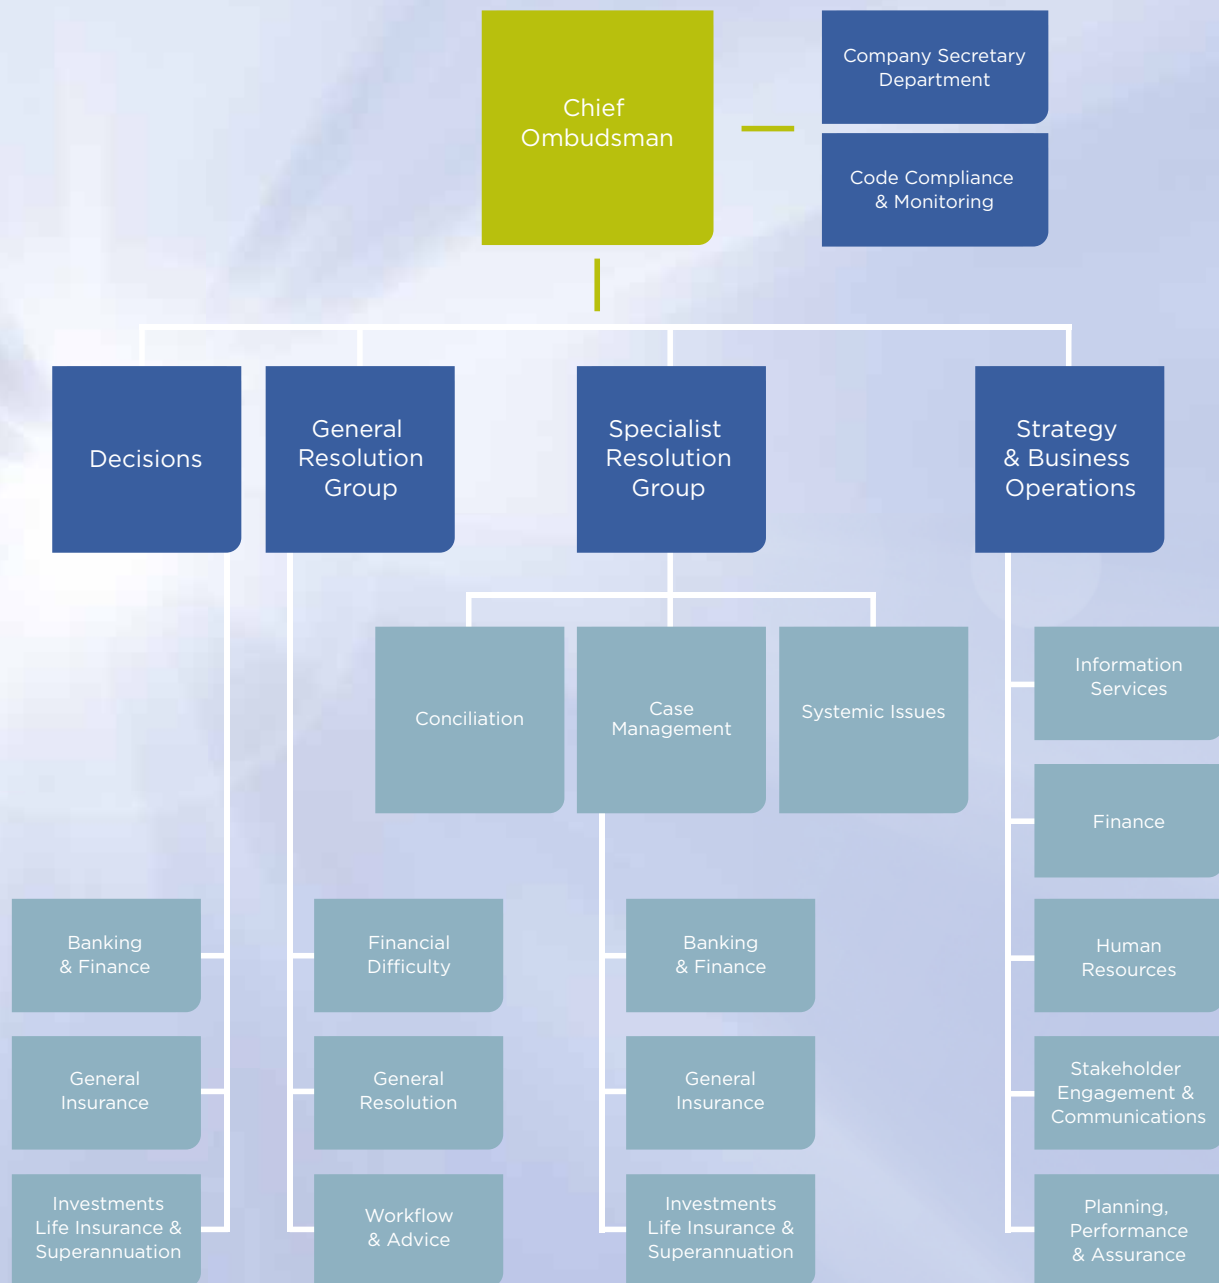 Chief
Ombudsman
Company Secretary
Department
Code Compliance
& Monitoring
Decisions
General
Resolution
Group
Specialist
Resolution
Group
Strategy
& Business
Operations
Conciliation
Case
Management
Systemic Issues
Information
Services
Finance
Banking
& Finance
Financial
Difficulty
Banking
& Finance
Human
Resources
General
Insurance
General
Resolution
General
Insurance
Stakeholder
Engagement &
Communications
Investments
Life Insurance &
Superannuation
Workflow
& Advice
Investments
Life Insurance &
Superannuation
Planning,
Performance
& Assurance